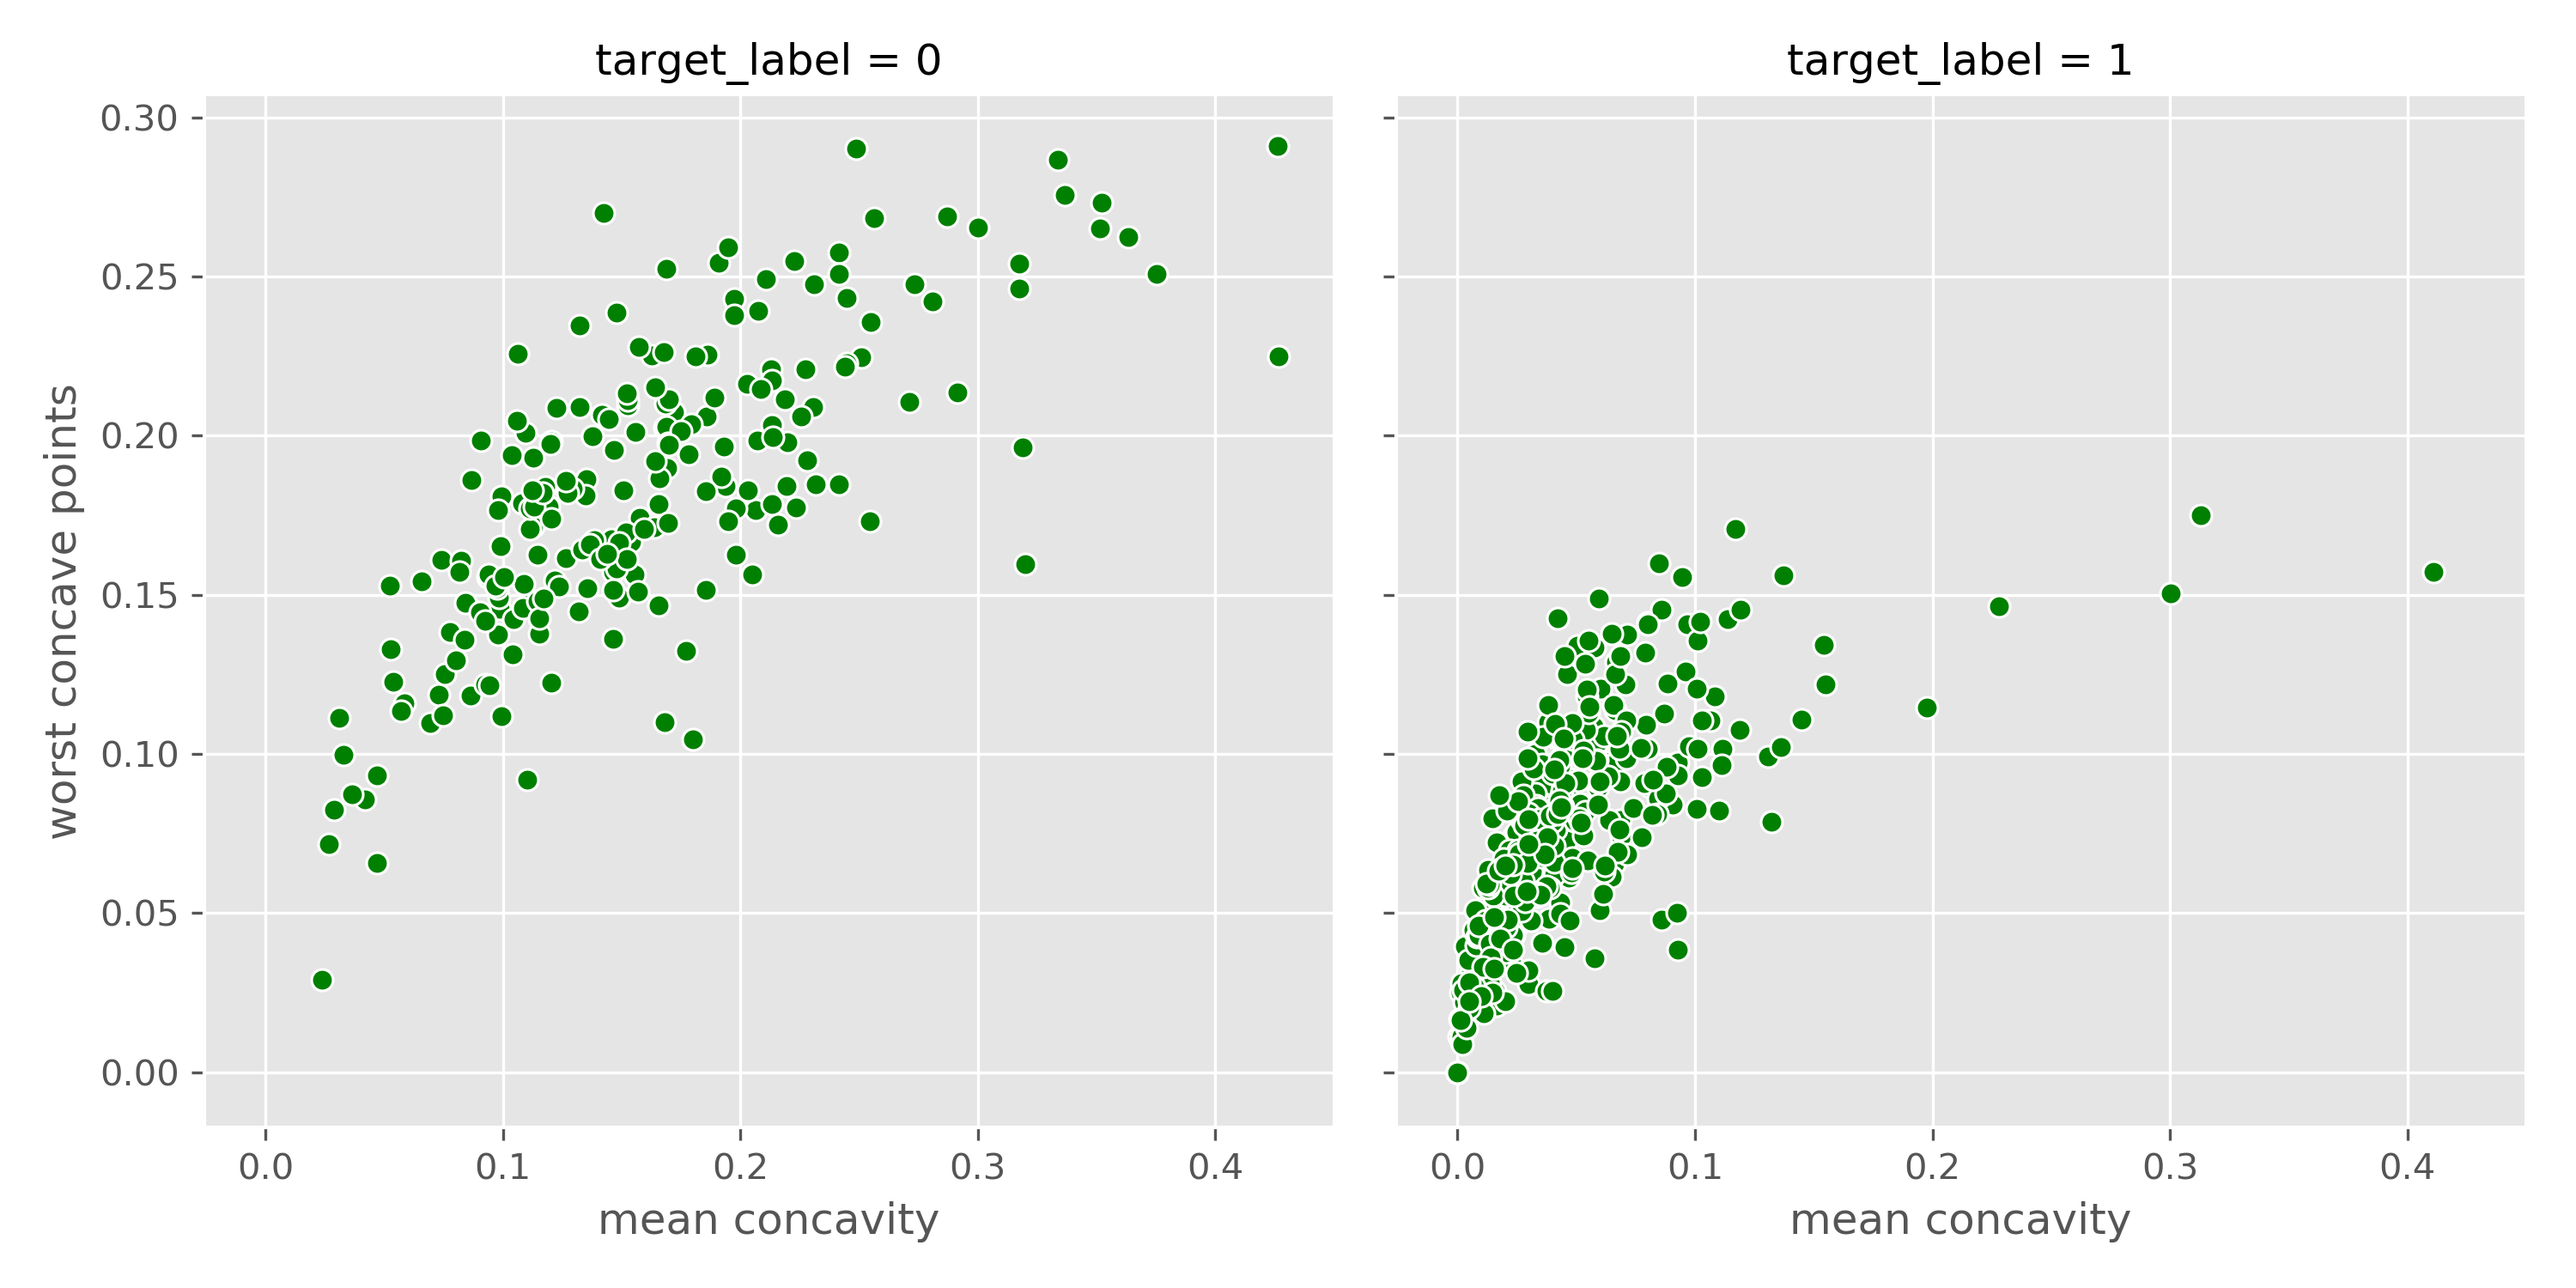 target_label = 0
target_label = 1
0.30
0.25
0.20
0.15
0.10
0.05
0.00
worst concave points
0.0 0.1 0.2 0.3 0.4
0.0 0.1 0.2 0.3 0.4
mean concavity
mean concavity